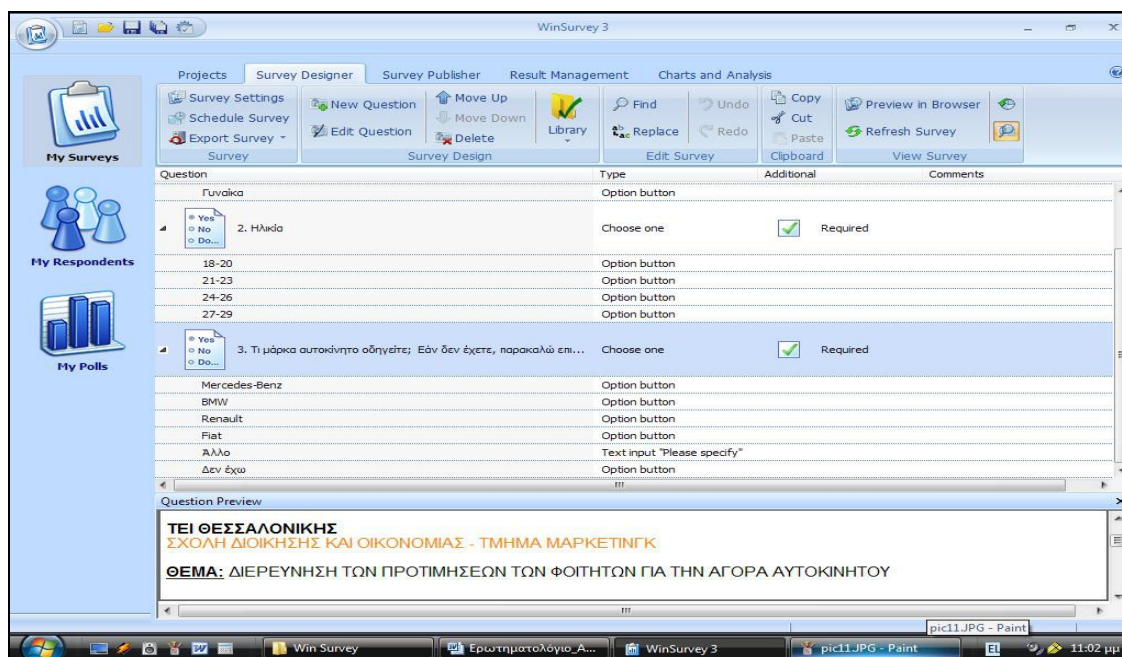 WinSurvey 3
Projects Survey Designer Survey Publisher Result Management Charts and Analysis
Survey Settings
Schedule Survey
Export Survey
Survey
New Question
Edit Question
Move Up
Move Down
Delete
Library
Survey Design
Find
Replace
Undo
Redo
Edit Survey
Copy
Cut
Paste
Clipboard
Preview in Browser
Refresh Survey
View Survey
My Surveys
My Respondents
My Polls
Question Type Additional Comments
Γυναίκα Option button
Yes
No
Do...
2. Ηλικία Choose one Required
18-20 Option button
21-23 Option button
24-26 Option button
27-29 Option button
Yes
No
Do...
3. Τι μάρκα αυτοκίνητο οδηγείτε; Εάν δεν έχετε, παρακαλώ επι... Choose one Required
Mercedes-Benz Option button
BMW Option button
Renault Option button
Fiat Option button
Άλλο Text input "Please specify"
Δεν έχω Option button
Question Preview
ΤΕΙ ΘΕΣΣΑΛΟΝΙΚΗΣ
ΣΧΟΛΗ ΔΙΟΙΚΗΣΗΣ ΚΑΙ ΟΙΚΟΝΟΜΙΑΣ - ΤΜΗΜΑ ΜΑΡΚΕΤΙΝΓΚ
ΘΕΜΑ: ΔΙΕΡΕΥΝΗΣΗ ΤΩΝ ΠΡΟΤΙΜΗΣΕΩΝ ΤΩΝ ΦΟΙΤΗΤΩΝ ΓΙΑ ΤΗΝ ΑΓΟΡΑ ΑΥΤΟΚΙΝΗΤΟΥ
pic11.JPG - Paint
Win Survey Ερωτηματολόγιο_Α... WinSurvey 3 pic11.JPG - Paint EL 11:02 μμ